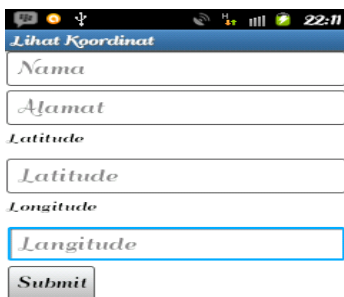 22:11
Lihat Koordinat
Nama
Alamat
Latitude
Latitude
Longitude
Langitude
Submit